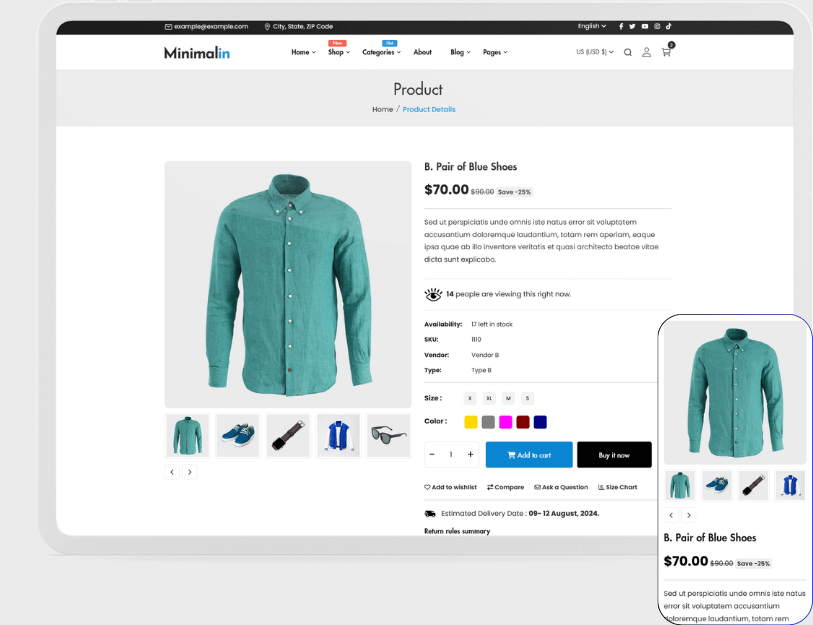 example@example.com
City, State, ZIP Code
English
Minimalin
Home
New
Shop
Hot
Categories
About
Blog
Pages
US (USD $)
0
Product
Home / Product Details
B. Pair of Blue Shoes
$70.00 $90.00 Save -25%
Sed ut perspiciatis unde omnis iste natus error sit voluptatem
accusantium doloremque laudantium, totam rem aperiam, eaque
ipsa quae ab illo inventore veritatis et quasi architecto beatae vitae
dicta sunt explicabo.
14 people are viewing this right now.
Availability: 17 left in stock
SKU: 1110
Vendor: Vendor B
Type: Type B
Size : X XL M S
Color :
− 1 +
Add to cart
Buy it now
Add to wishlist
Compare
Ask a Question
Size Chart
Estimated Delivery Date : 09- 12 August, 2024.
Return rules summary
B. Pair of Blue Shoes
$70.00 $90.00 Save -25%
Sed ut perspiciatis unde omnis iste natus
error sit voluptatem accusantium
doloremque laudantium, totam rem